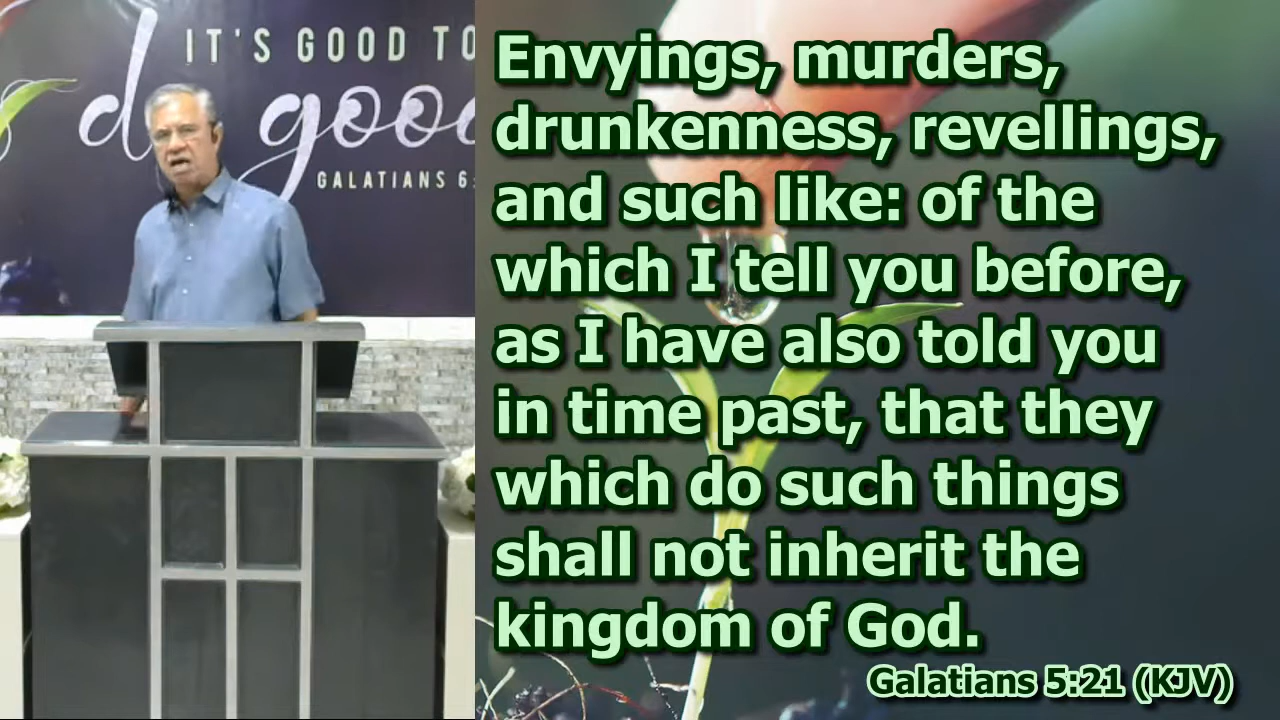 IT'S GOOD TO
do good
GALATIANS 6:
Envyings, murders,
drunkenness, revellings,
and such like: of the
which I tell you before,
as I have also told you
in time past, that they
which do such things
shall not inherit the
kingdom of God.
Galatians 5:21 (KJV)